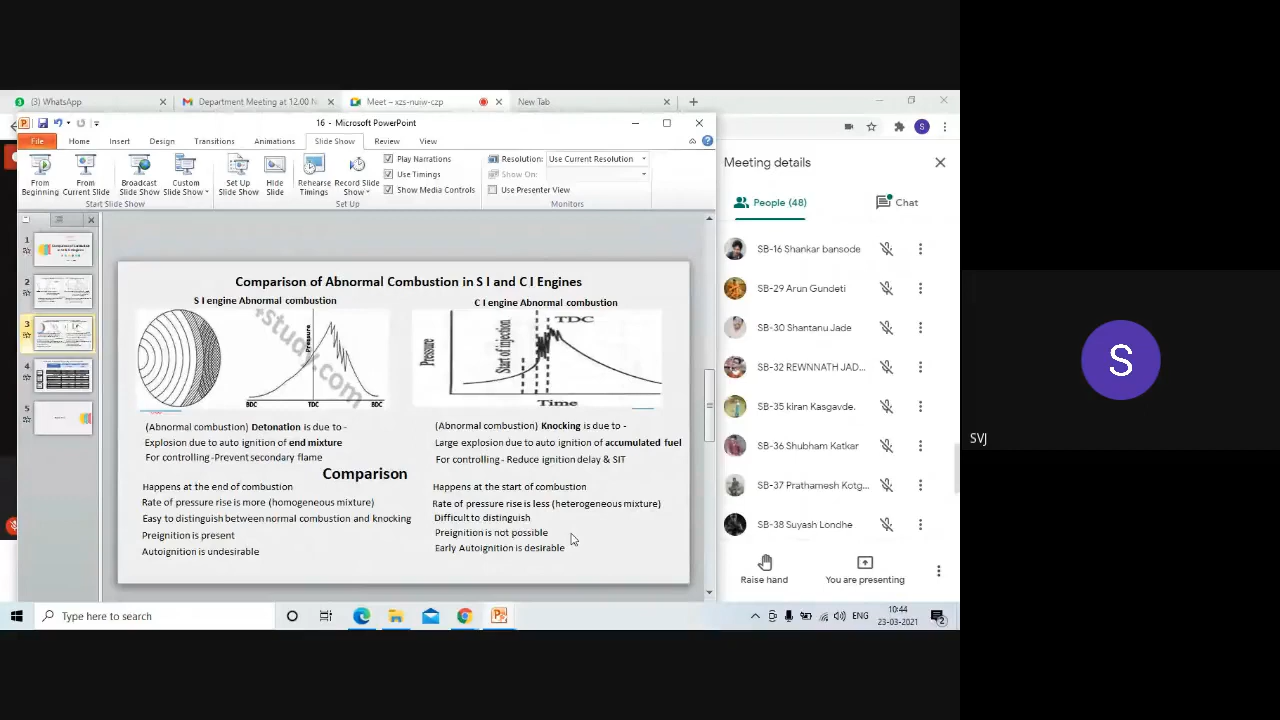 (3) WhatsApp
Department Meeting at 12.00 N
Meet – xzs-nuiw-czp
New Tab
16 - Microsoft PowerPoint
File Home Insert Design Transitions Animations Slide Show Review View
From Beginning
From Current Slide
Broadcast Slide Show
Custom Slide Show
Start Slide Show
Set Up Slide Show
Hide Slide
Rehearse Timings
Record Slide Show
Play Narrations
Use Timings
Show Media Controls
Set Up
Resolution: Use Current Resolution
Show On:
Use Presenter View
Monitors
1
2
3
4
5
Comparison of Abnormal Combustion in S I and C I Engines
S I engine Abnormal combustion
4study.com
Pressure
BDC TDC BDC
(Abnormal combustion) Detonation is due to -
Explosion due to auto ignition of end mixture
For controlling -Prevent secondary flame
C I engine Abnormal combustion
Pressure
Start of injection
TDC
Time
(Abnormal combustion) Knocking is due to -
Large explosion due to auto ignition of accumulated fuel
For controlling - Reduce ignition delay & SIT
Comparison
Happens at the end of combustion
Rate of pressure rise is more (homogeneous mixture)
Easy to distinguish between normal combustion and knocking
Preignition is present
Autoignition is undesirable
Happens at the start of combustion
Rate of pressure rise is less (heterogeneous mixture)
Difficult to distinguish
Preignition is not possible
Early Autoignition is desirable
Meeting details
People (48)
Chat
SB-16 Shankar bansode
SB-29 Arun Gundeti
SB-30 Shantanu Jade
SB-32 REWNNATH JAD...
SB-35 kiran Kasgavde.
SB-36 Shubham Katkar
SB-37 Prathamesh Kotg...
SB-38 Suyash Londhe
Raise hand
You are presenting
S
SVJ
Type here to search
ENG
10:44
23-03-2021
2